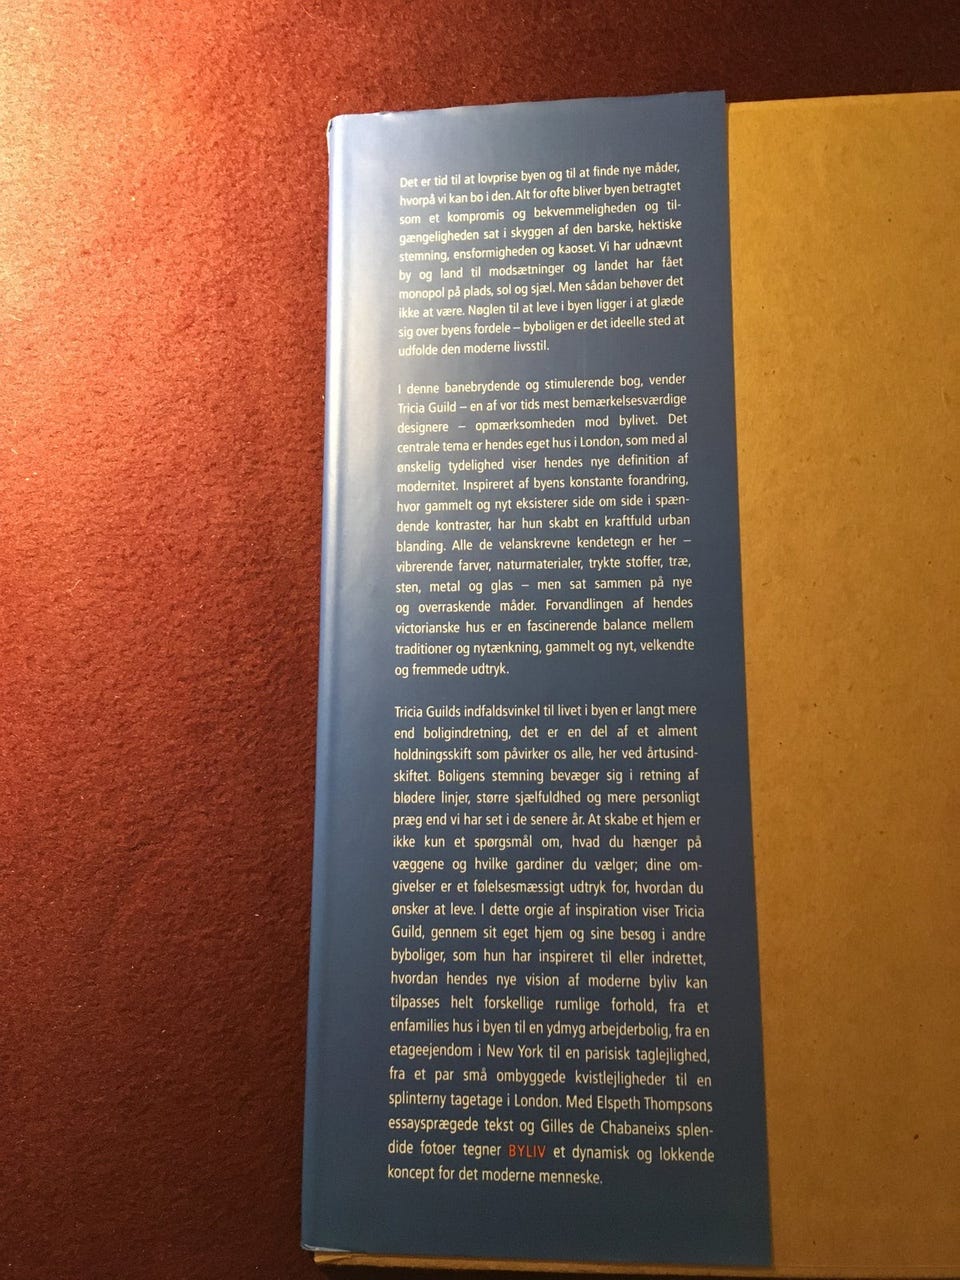 Det er tid til at lovprise byen og til at finde nye måder,
hvorpå vi kan bo i den. Alt for ofte bliver byen betragtet
som et kompromis og bekvemmeligheden og til-
gængeligheden sat i skyggen af den barske, hektiske
stemning, ensformigheden og kaoset. Vi har udnævnt
by og land til modsætninger og landet har fået
monopol på plads, sol og sjæl. Men sådan behøver det
ikke at være. Nøglen til at leve i byen ligger i at glæde
sig over byens fordele – byboligen er det ideelle sted at
udfolde den moderne livsstil.
I denne banebrydende og stimulerende bog, vender
Tricia Guild – en af vor tids mest bemærkelsesværdige
designere – opmærksomheden mod bylivet. Det
centrale tema er hendes eget hus i London, som med al
ønskelig tydelighed viser hendes nye definition af
modernitet. Inspireret af byens konstante forandring,
hvor gammelt og nyt eksisterer side om side i spæn-
dende kontraster, har hun skabt en kraftfuld urban
blanding. Alle de velanskrevne kendetegn er her –
vibrerende farver, naturmaterialer, trykte stoffer, træ,
sten, metal og glas – men sat sammen på nye
og overraskende måder. Forvandlingen af hendes
victorianske hus er en fascinerende balance mellem
traditioner og nytænkning, gammelt og nyt, velkendte
og fremmede udtryk.
Tricia Guilds indfaldsvinkel til livet i byen er langt mere
end boligindretning, det er en del af et alment
holdningsskift som påvirker os alle, her ved årtusind-
skiftet. Boligens stemning bevæger sig i retning af
blødere linjer, større sjælfuldhed og mere personligt
præg end vi har set i de senere år. At skabe et hjem er
ikke kun et spørgsmål om, hvad du hænger på
væggene og hvilke gardiner du vælger; dine om-
givelser er et følelsesmæssigt udtryk for, hvordan du
ønsker at leve. I dette orgie af inspiration viser Tricia
Guild, gennem sit eget hjem og sine besøg i andre
byboliger, som hun har inspireret til eller indrettet,
hvordan hendes nye vision af moderne byliv kan
tilpasses helt forskellige rumlige forhold, fra et
enfamilies hus i byen til en ydmyg arbejderbolig, fra en
etageejendom i New York til en parisisk taglejlighed,
fra et par små ombyggede kvistlejligheder til en
splinterny tagetage i London. Med Elspeth Thompsons
essaysprægede tekst og Gilles de Chabaneixs splen-
dide fotoer tegner BYLIV et dynamisk og lokkende
koncept for det moderne menneske.